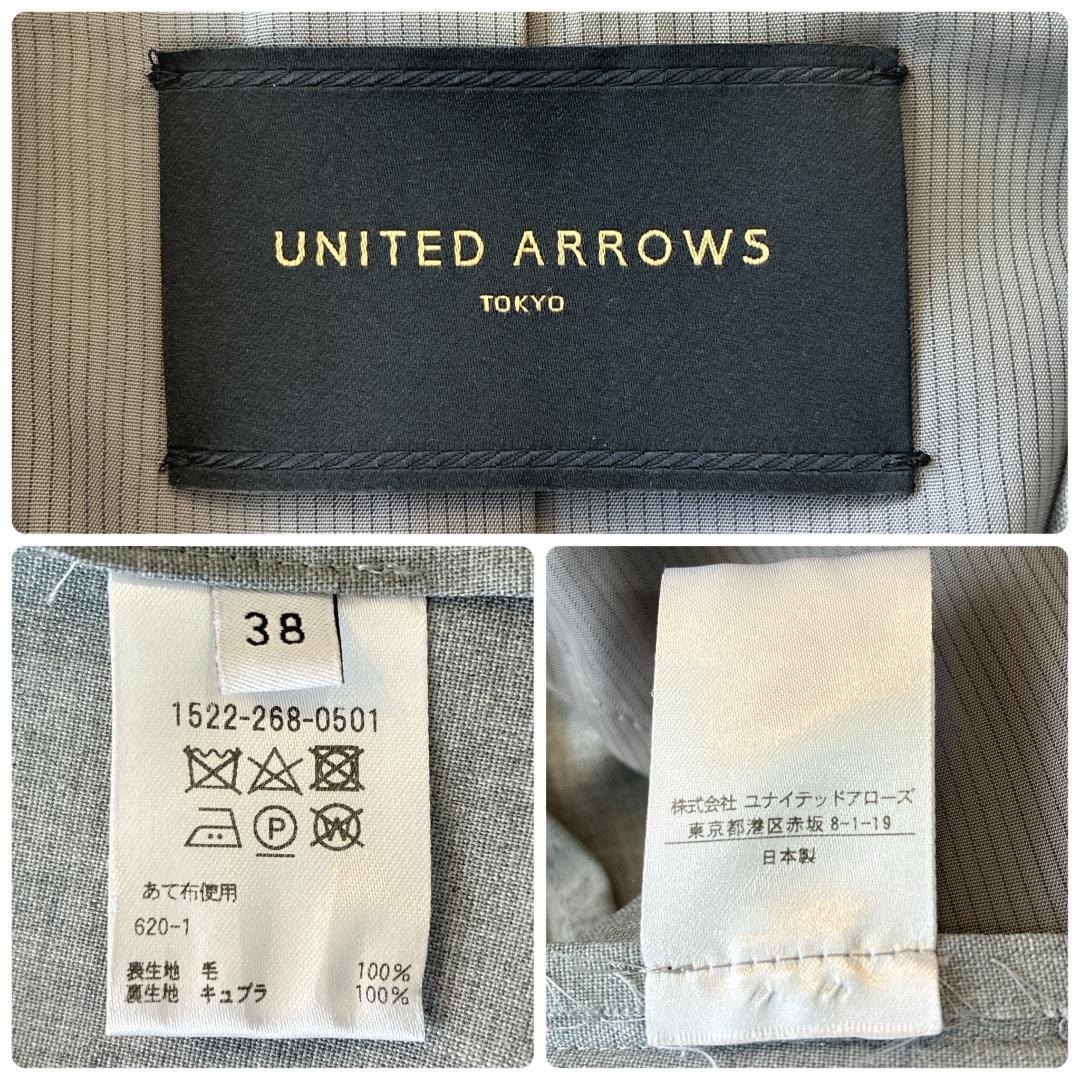 UNITED ARROWS
TOKYO
38
1522-268-0501
P
W
あて布使用
620-1
表生地 毛 100%
裏生地 キュプラ 100%
株式会社 ユナイテッドアローズ
東京都港区赤坂 8-1-19
日本製